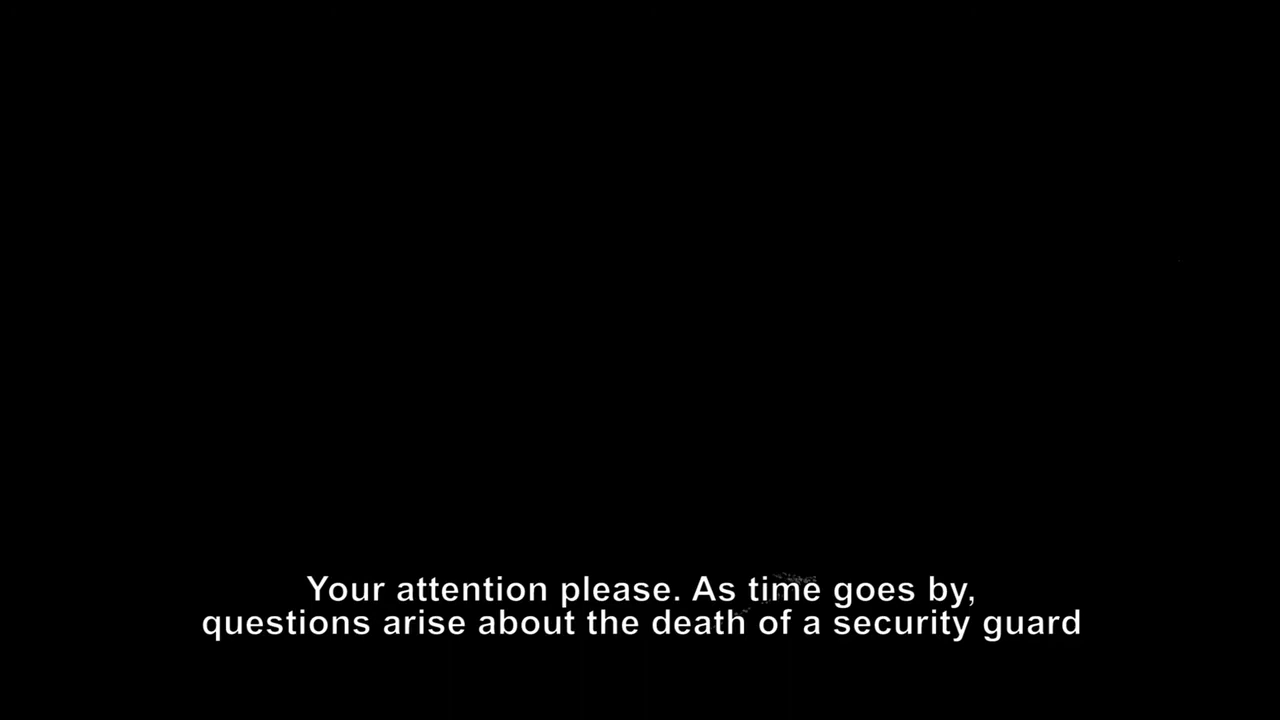 Your attention please. As time goes by,
questions arise about the death of a security guard